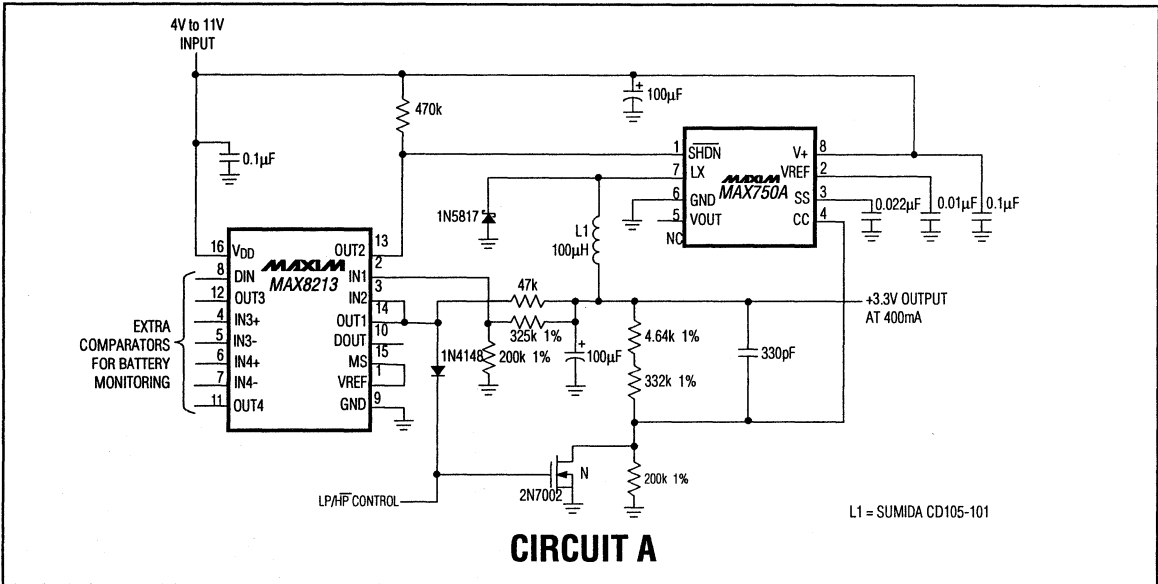 4V to 11V
INPUT
470k
+
100µF
0.1µF
1 SHDN V+ 8
7 LX VREF 2
MAXIM
MAX750A
6 GND SS 3
5 VOUT CC 4
NC
0.022µF 0.01µF 0.1µF
1N5817
L1
100µH
16 VDD OUT2 13
MAXIM
MAX8213
8 DIN IN1 2
12 OUT3 IN2 3
4 IN3+ OUT1 14
5 IN3- DOUT 10
6 IN4+ MS 15
7 IN4- VREF 1
11 OUT4 GND 9
EXTRA
COMPARATORS
FOR BATTERY
MONITORING
47k
325k 1%
200k 1%
1N4148
+
100µF
4.64k 1%
332k 1%
330pF
+3.3V OUTPUT
AT 400mA
N
2N7002
200k 1%
LP/HP CONTROL
L1 = SUMIDA CD105-101
CIRCUIT A